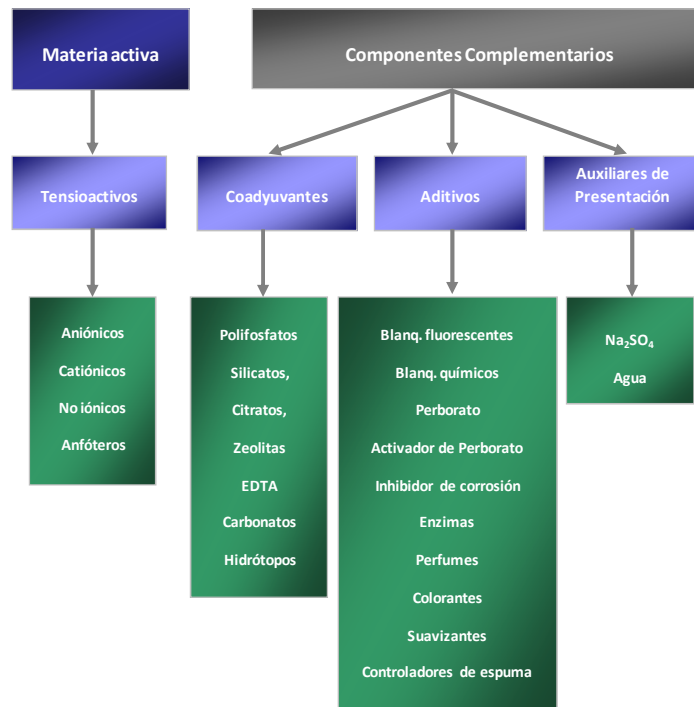 Materia activa
Componentes Complementarios
Tensioactivos
Coadyuvantes
Aditivos
Auxiliares de
Presentación
Aniónicos
Catiónicos
No iónicos
Anfóteros
Polifosfatos
Silicatos,
Citratos,
Zeolitas
EDTA
Carbonatos
Hidrótopos
Blanq. fluorescentes
Blanq. químicos
Perborato
Activador de Perborato
Inhibidor de corrosión
Enzimas
Perfumes
Colorantes
Suavizantes
Controladores de espuma
Na₂SO₄
Agua